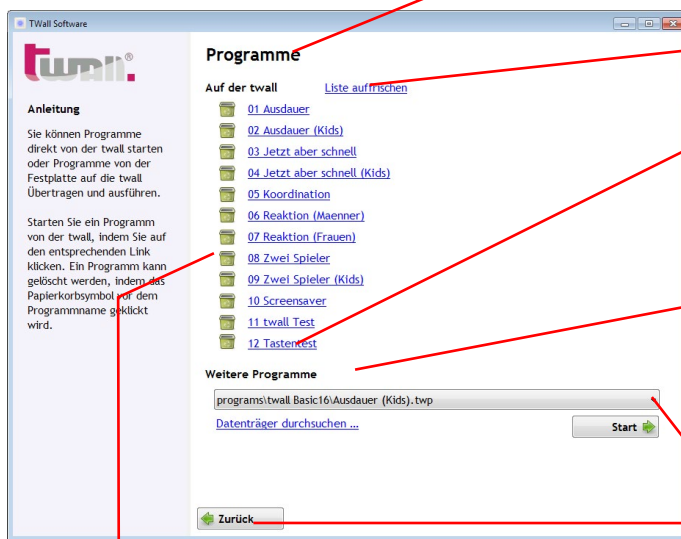 TWall Software
twall®
Anleitung
Sie können Programme
direkt von der twall starten
oder Programme von der
Festplatte auf die twall
Übertragen und ausführen.
Starten Sie ein Programm
von der twall, indem Sie auf
den entsprechenden Link
klicken. Ein Programm kann
gelöscht werden, indem das
Papierkorbsymbol vor dem
Programmname geklickt
wird.
Programme
Auf der twall Liste auffrischen
01 Ausdauer
02 Ausdauer (Kids)
03 Jetzt aber schnell
04 Jetzt aber schnell (Kids)
05 Koordination
06 Reaktion (Maenner)
07 Reaktion (Frauen)
08 Zwei Spieler
09 Zwei Spieler (Kids)
10 Screensaver
11 twall Test
12 Tastentest
Weitere Programme
programs\twall Basic16\Ausdauer (Kids).twp
Datenträger durchsuchen ...
Start
Zurück